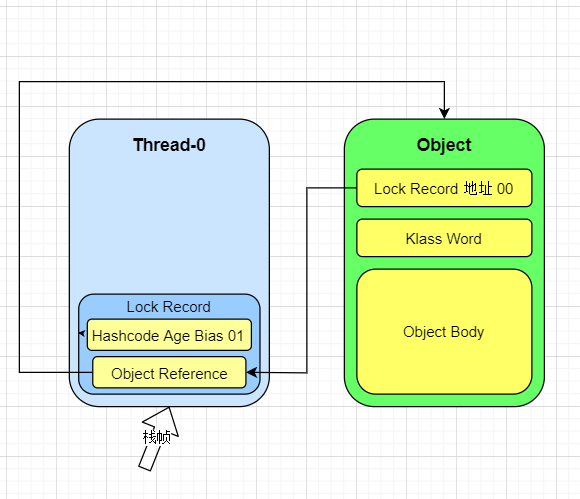 Thread-0
Lock Record
Hashcode Age Bias 01
Object Reference
栈帧
Object
Lock Record 地址 00
Klass Word
Object Body